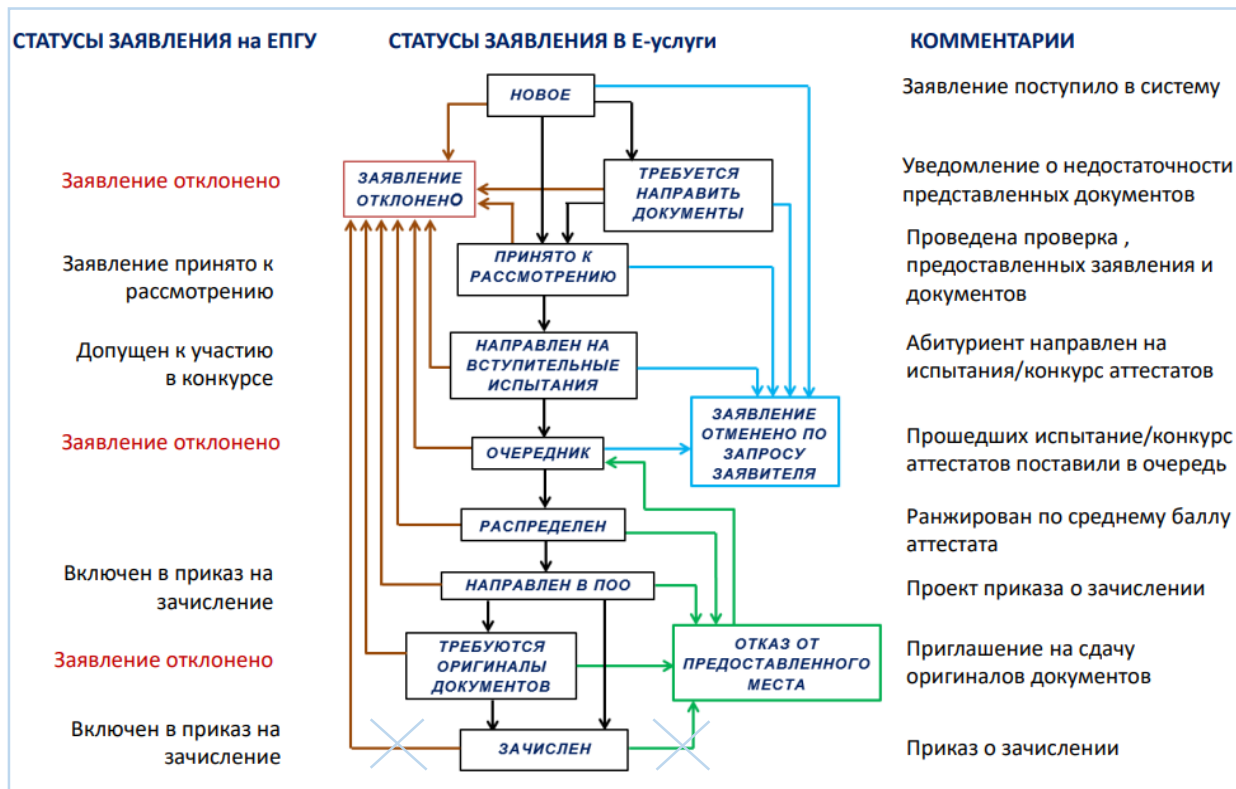 СТАТУСЫ ЗАЯВЛЕНИЯ на ЕПГУ
СТАТУСЫ ЗАЯВЛЕНИЯ В Е-услуги
КОММЕНТАРИИ
НОВОЕ
Заявление поступило в систему
Заявление отклонено
ЗАЯВЛЕНИЕ
ОТКЛОНЕНО
ТРЕБУЕТСЯ
НАПРАВИТЬ
ДОКУМЕНТЫ
Уведомление о недостаточности
представленных документов
Заявление принято к
рассмотрению
ПРИНЯТО К
РАССМОТРЕНИЮ
Проведена проверка ,
предоставленных заявления и
документов
Допущен к участию
в конкурсе
НАПРАВЛЕН НА
ВСТУПИТЕЛЬНЫЕ
ИСПЫТАНИЯ
Абитуриент направлен на
испытания/конкурс аттестатов
ЗАЯВЛЕНИЕ
ОТМЕНЕНО ПО
ЗАПРОСУ
ЗАЯВИТЕЛЯ
Заявление отклонено
ОЧЕРЕДНИК
Прошедших испытание/конкурс
аттестатов поставили в очередь
РАСПРЕДЕЛЕН
Ранжирован по среднему баллу
аттестата
Включен в приказ на
зачисление
НАПРАВЛЕН В ПОО
Проект приказа о зачислении
Заявление отклонено
ТРЕБУЮТСЯ
ОРИГИНАЛЫ
ДОКУМЕНТОВ
ОТКАЗ ОТ
ПРЕДОСТАВЛЕННОГО
МЕСТА
Приглашение на сдачу
оригиналов документов
Включен в приказ на
зачисление
ЗАЧИСЛЕН
Приказ о зачислении